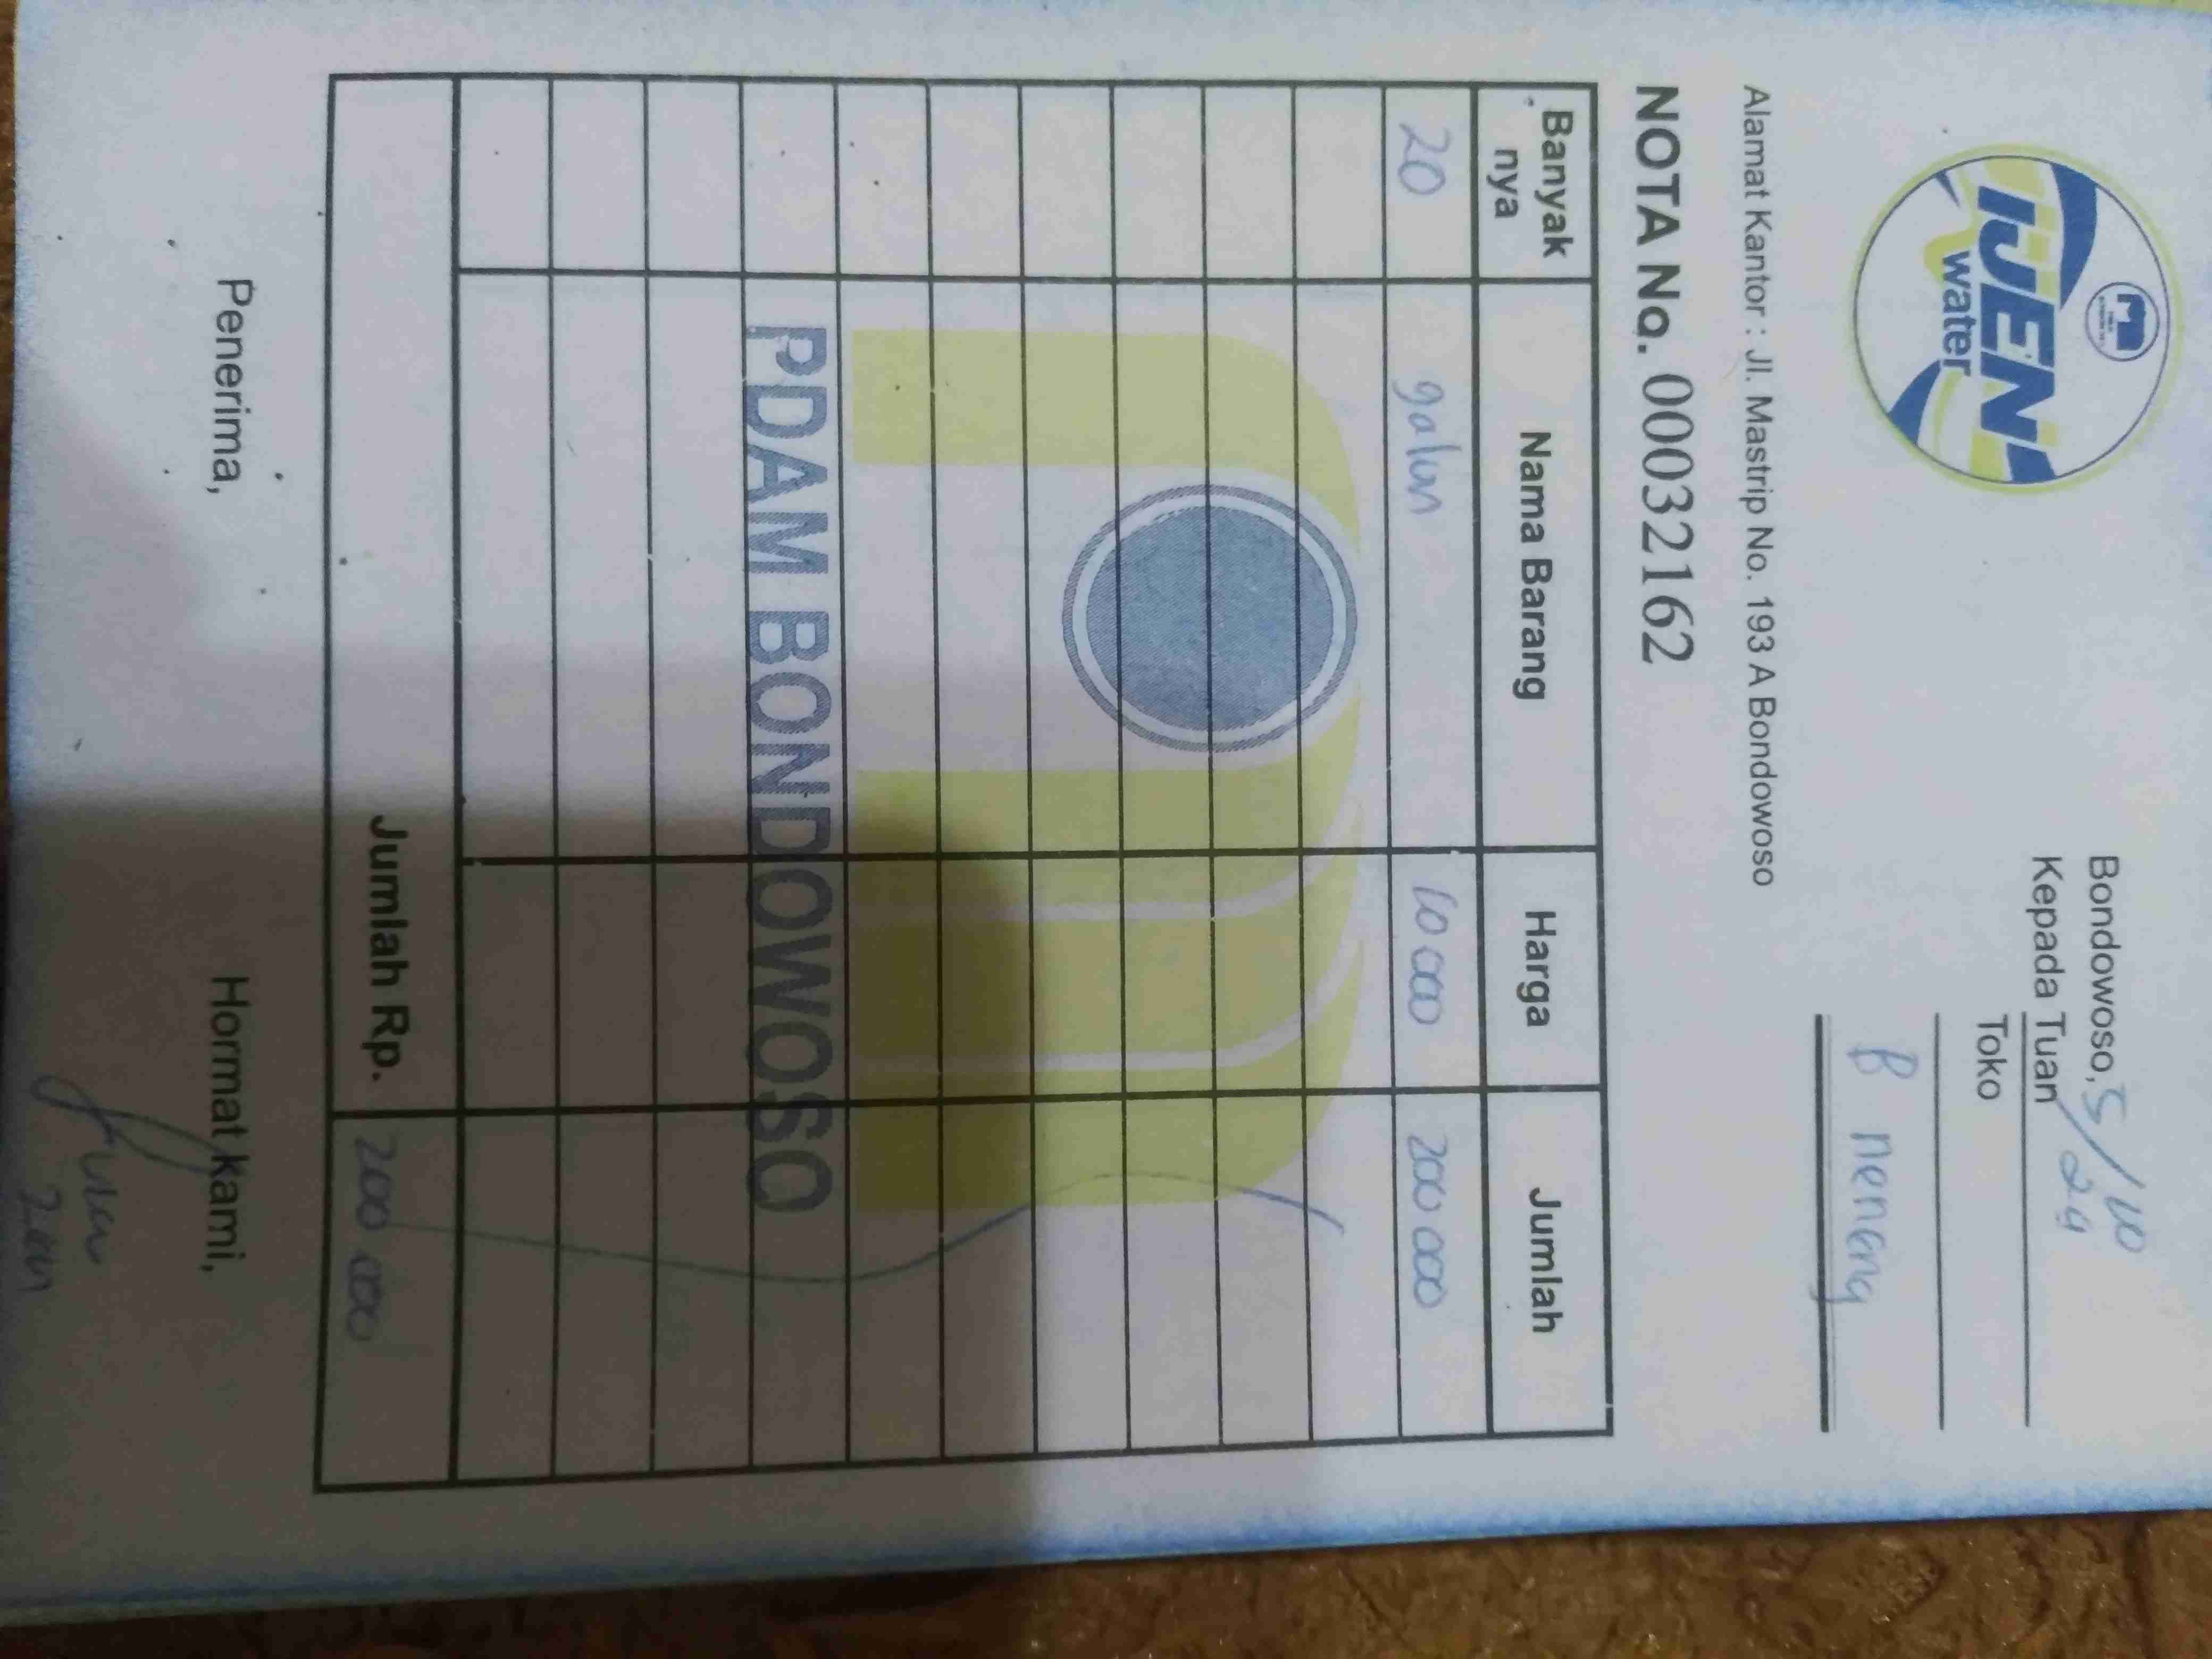 IJEN
water
Bondowoso, 5/10
24
Kepada Tuan
Toko
B neneng
Alamat Kantor : Jl. Mastrip No. 193 A Bondowoso
NOTA No. 00032162
Banyak nya Nama Barang Harga Jumlah
20 galon 10 000 200 000
PDAM BONDOWOSO
Jumlah Rp. 200 000
Penerima, Hormat kami,